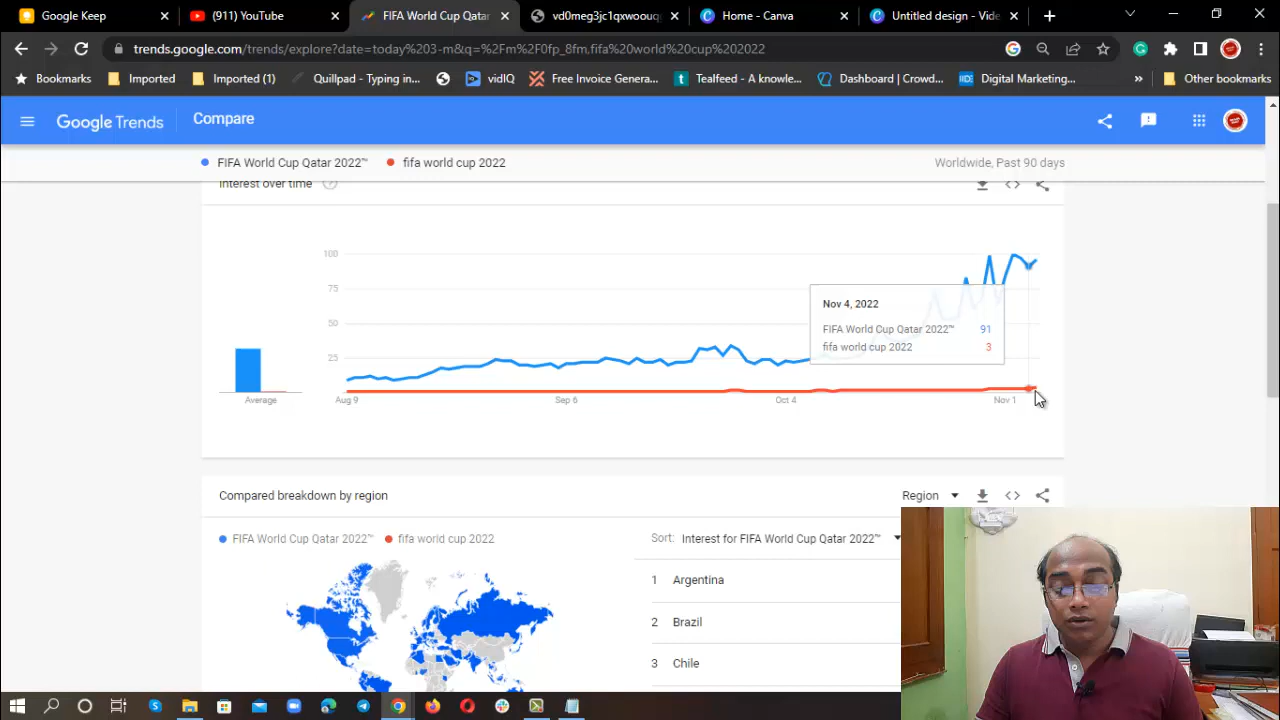 Google Keep
(911) YouTube
FIFA World Cup Qatar
vd0meg3jc1qxwoouq
Home - Canva
Untitled design - Vide
trends.google.com/trends/explore?date=today%203-m&q=%2Fm%2F0fp_8fm,fifa%20world%20cup%202022
Bookmarks
Imported
Imported (1)
Quillpad - Typing in...
vidIQ
Free Invoice Genera...
Tealfeed - A knowle...
Dashboard | Crowd...
Digital Marketing...
»
Other bookmarks
Google Trends
Compare
FIFA World Cup Qatar 2022™
fifa world cup 2022
Worldwide, Past 90 days
Interest over time
100
75
50
25
Average
Aug 9
Sep 6
Oct 4
Nov 1
Nov 4, 2022
FIFA World Cup Qatar 2022™ 91
fifa world cup 2022 3
Compared breakdown by region
Region
FIFA World Cup Qatar 2022™
fifa world cup 2022
Sort: Interest for FIFA World Cup Qatar 2022™
1 Argentina
2 Brazil
3 Chile